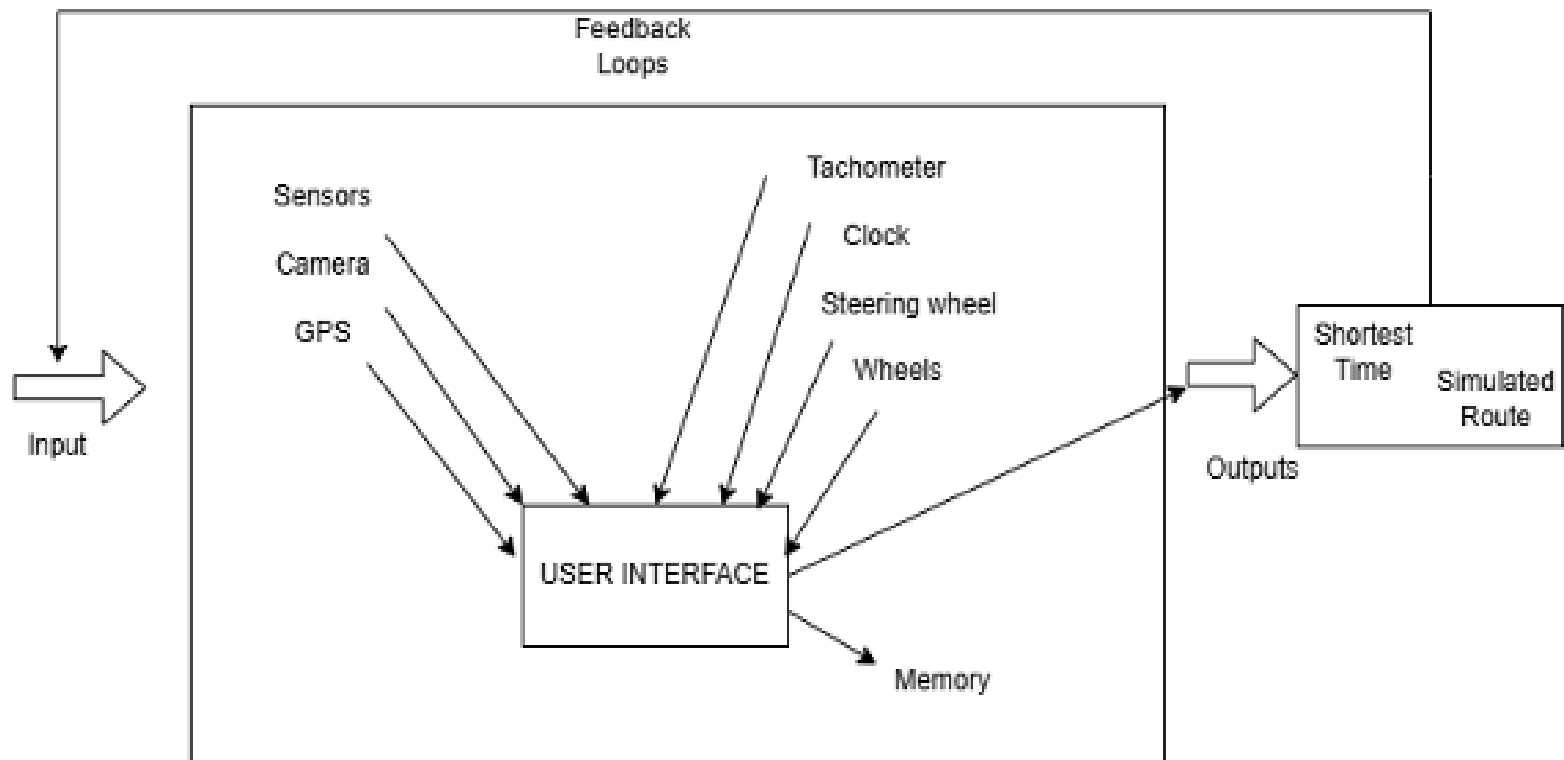 Feedback
Loops
Tachometer
Sensors
Clock
Camera
Steering wheel
GPS
Wheels
Shortest
Time
Simulated
Route
Input
Outputs
USER INTERFACE
Memory